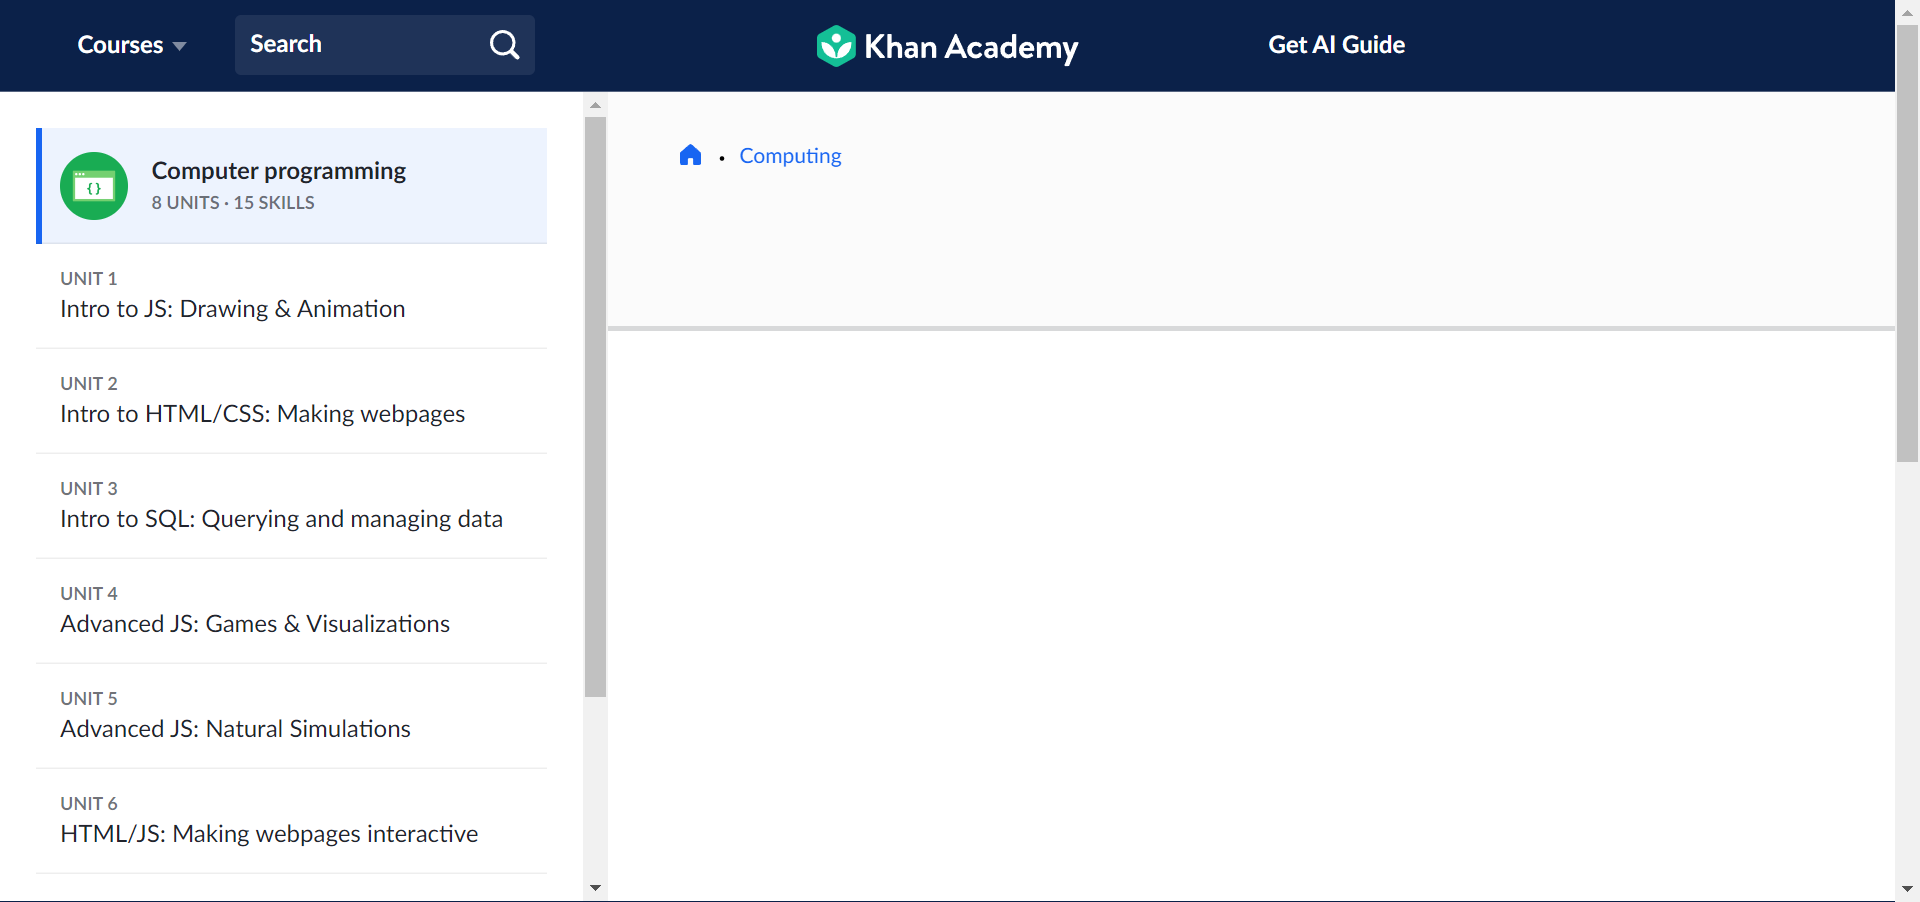 Courses
Search
Khan Academy
Get AI Guide
Computer programming
8 UNITS · 15 SKILLS
UNIT 1
Intro to JS: Drawing & Animation
UNIT 2
Intro to HTML/CSS: Making webpages
UNIT 3
Intro to SQL: Querying and managing data
UNIT 4
Advanced JS: Games & Visualizations
UNIT 5
Advanced JS: Natural Simulations
UNIT 6
HTML/JS: Making webpages interactive
• Computing